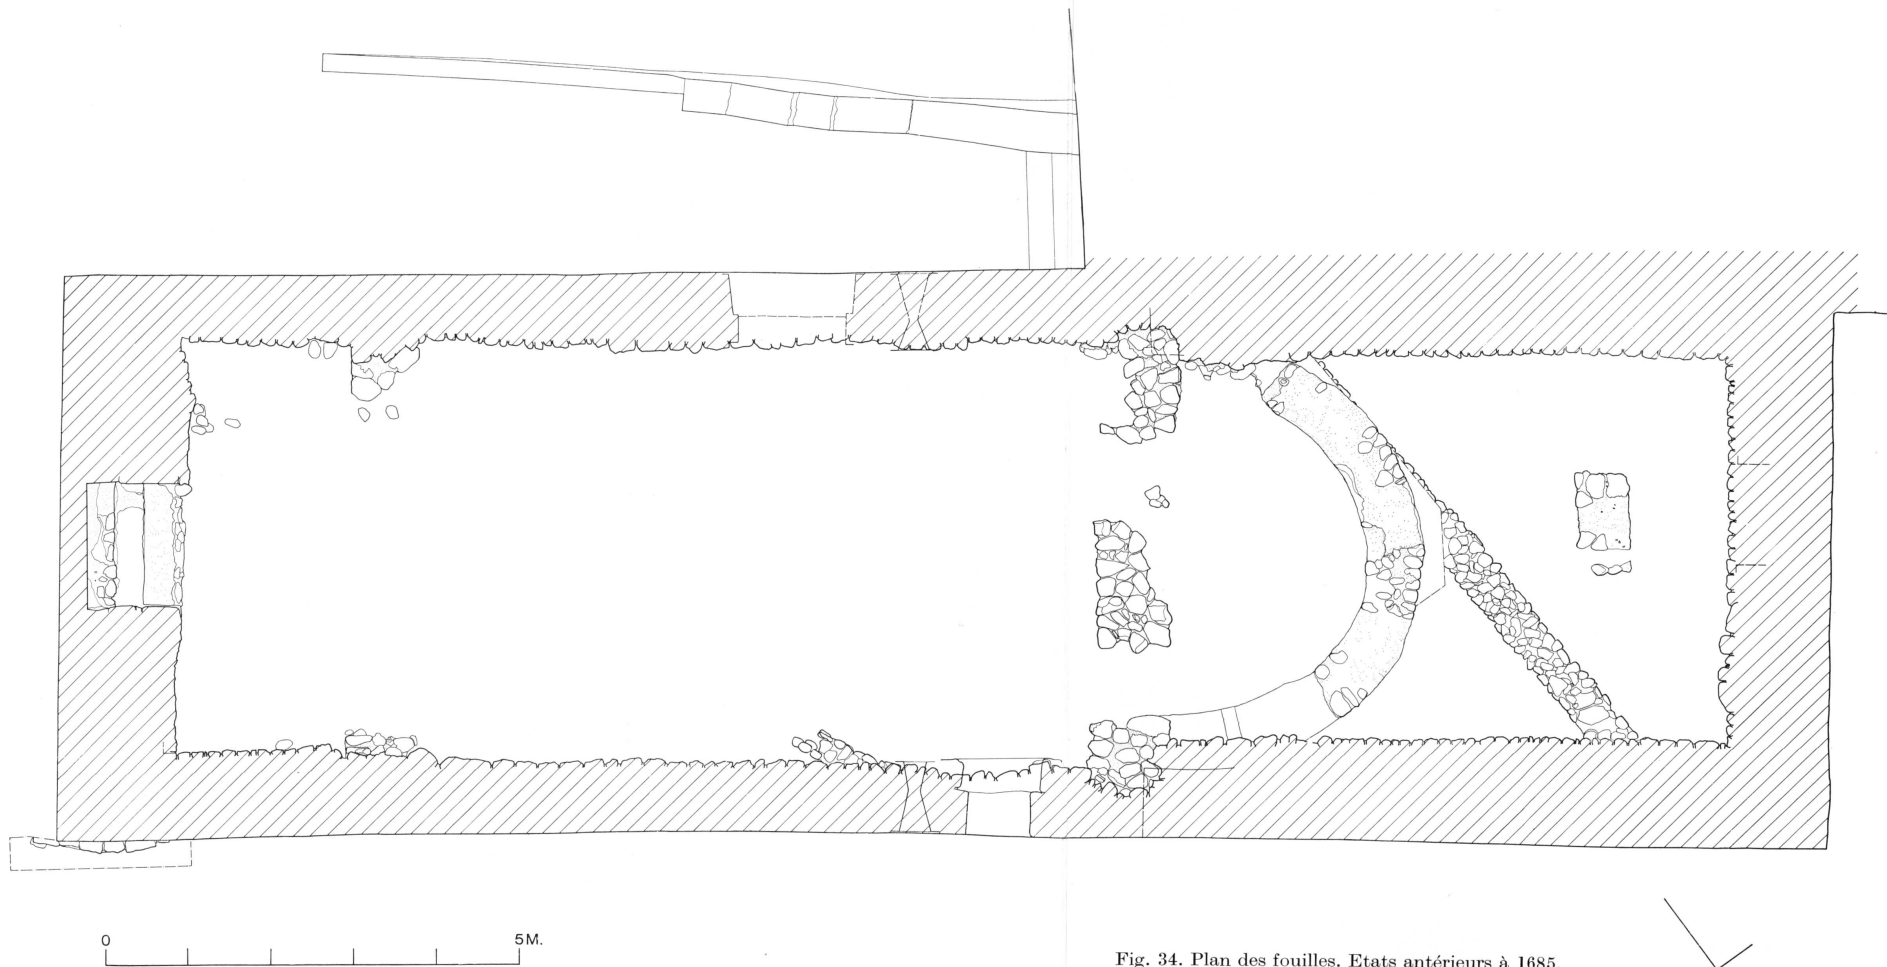 0 5M.
Fig. 34. Plan des fouilles. Etats antérieurs à 1685.